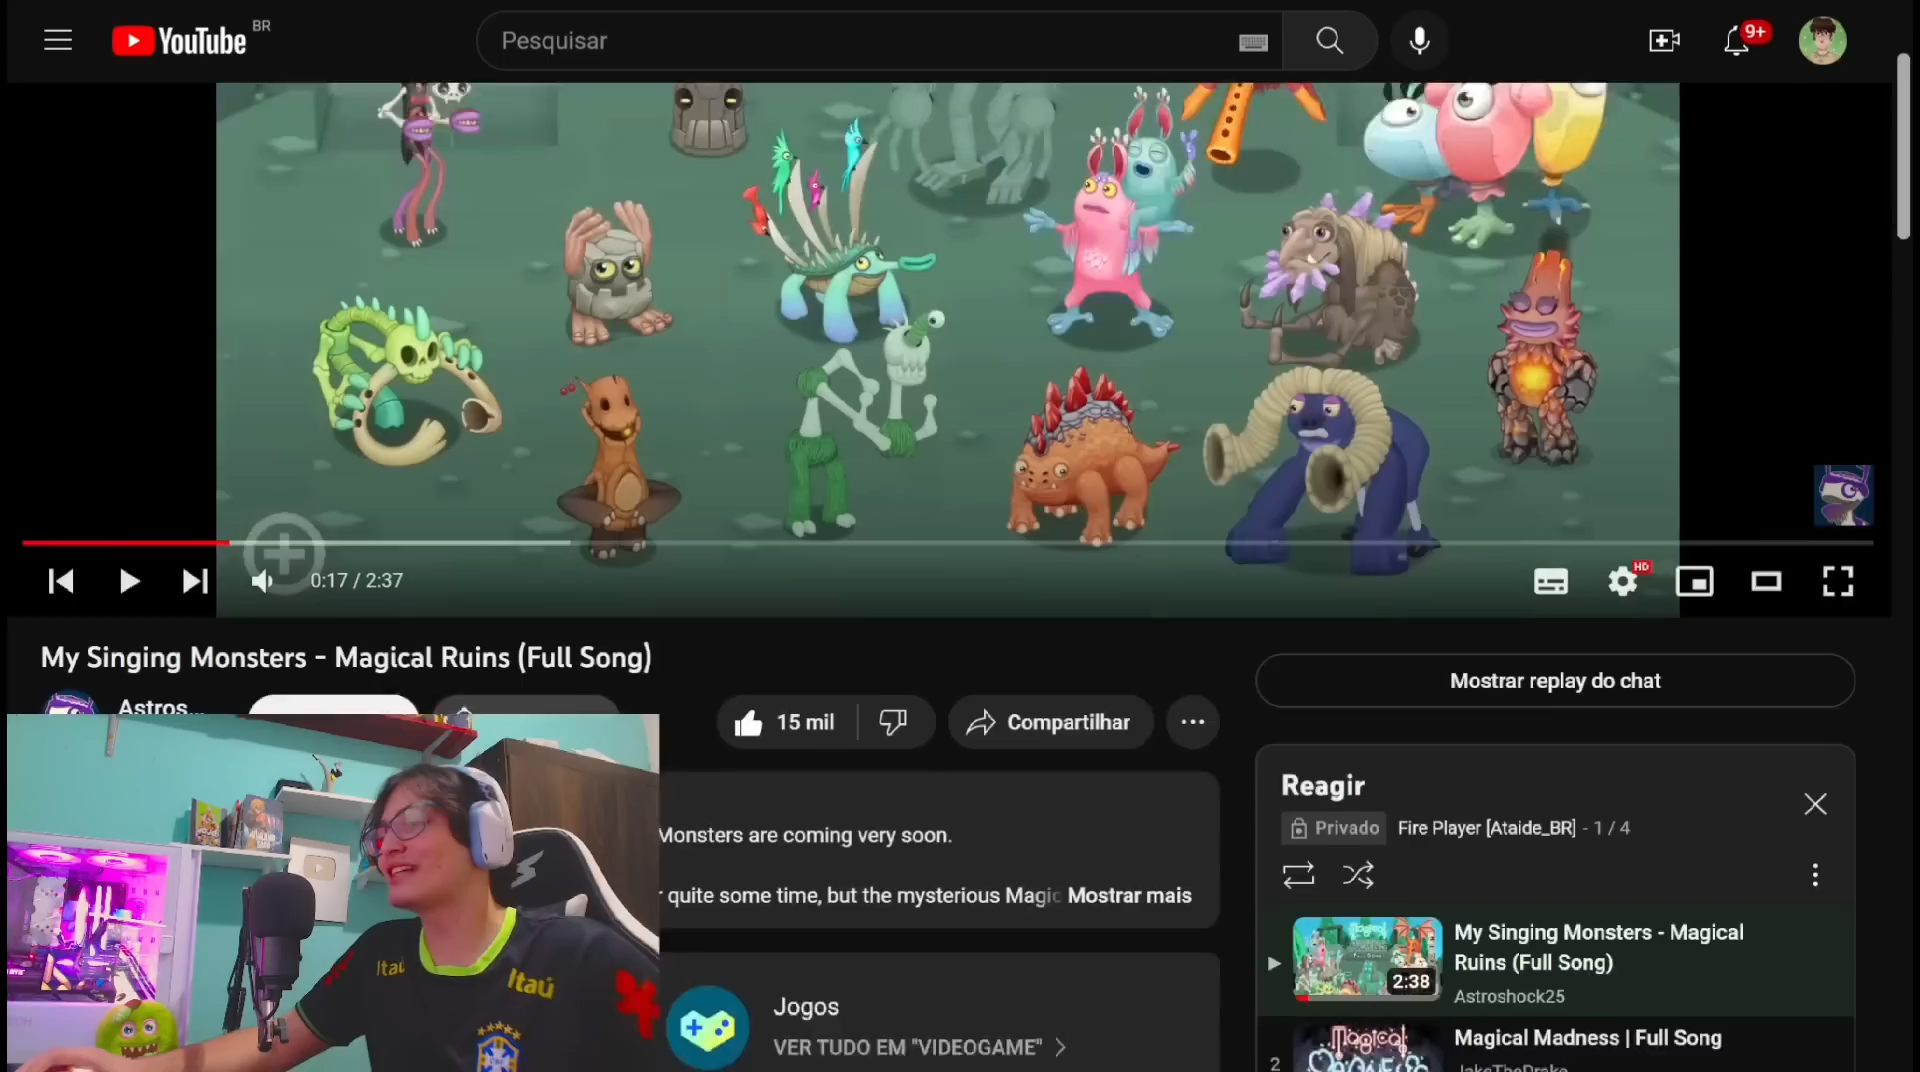 YouTube BR
Pesquisar
9+
0:17 / 2:37
HD
My Singing Monsters - Magical Ruins (Full Song)
Astros...
15 mil
Compartilhar
Mostrar replay do chat
Monsters are coming very soon.
quite some time, but the mysterious Magic Mostrar mais
Reagir
Privado Fire Player [Ataide_BR] - 1 / 4
My Singing Monsters - Magical
Ruins (Full Song)
2:38
Astroshock25
Jogos
VER TUDO EM "VIDEOGAME"
2
Magical Madness | Full Song
JakeTheDrake
Itaú
Itaú